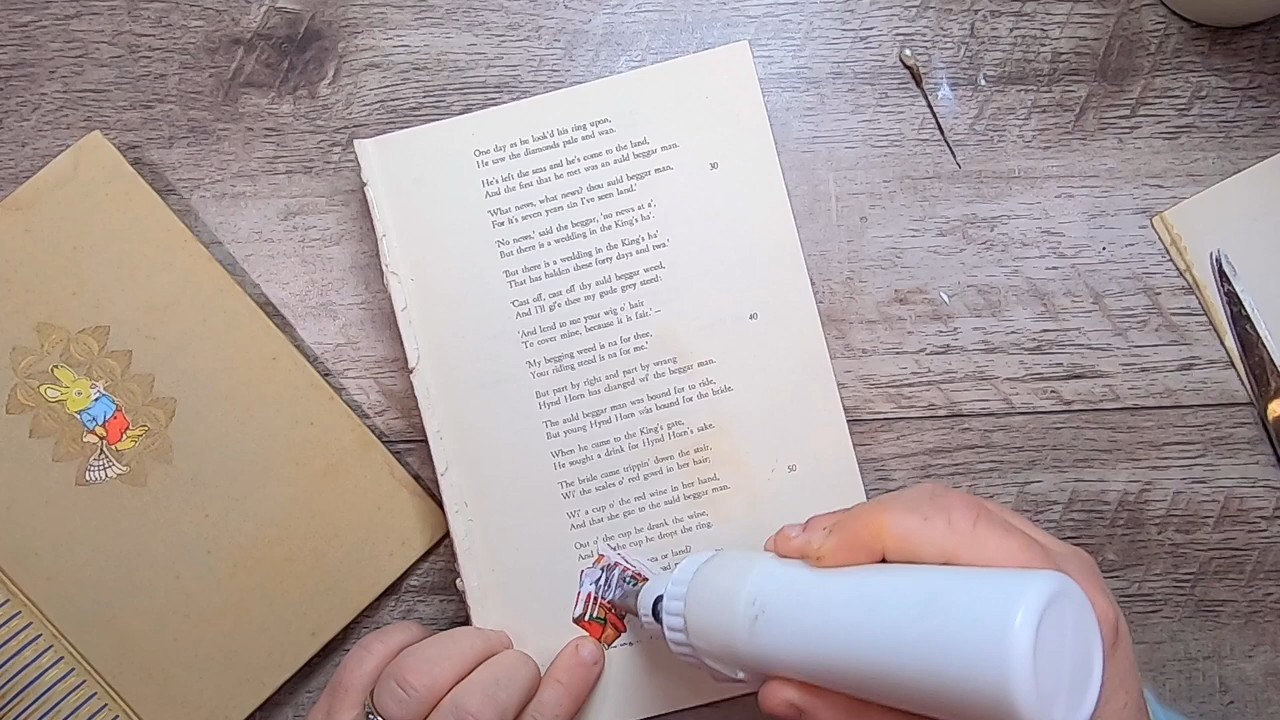 One day as he look'd his ring upon,
He saw the diamonds pale and wan.
He's left the seas and he's come to the land,
And the first that he met was an auld beggar man.
'What news, what news? thou auld beggar man, 30
For it's seven years sin I've seen land.'
'No news,' said the beggar, 'no news at a',
But there is a wedding in the King's ha'.
'But there is a wedding in the King's ha'
That has halden these forty days and twa.'
'Cast off, cast off thy auld beggar weed,
And I'll gi'e thee my gude grey steed:
'And lend to me your wig o' hair
To cover mine, because it is fair.' —
'My begging weed is na for thee, 40
Your riding steed is na for me.'
But part by right and part by wrang
Hynd Horn has changed wi' the beggar man.
The auld beggar man was bound for to ride,
But young Hynd Horn was bound for the bride.
When he came to the King's gate,
He sought a drink for Hynd Horn's sake.
The bride came trippin' down the stair,
Wi' the scales o' red gowd in her hair;
Wi' a cup o' the red wine in her hand, 50
And that she gae to the auld beggar man.
Out o' the cup he drank the wine,
And the cup he dropt the ring.
or land?